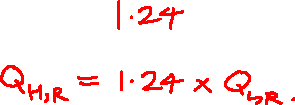 1.24
Q_{H,R} = 1.24 × Q_{L,R}.